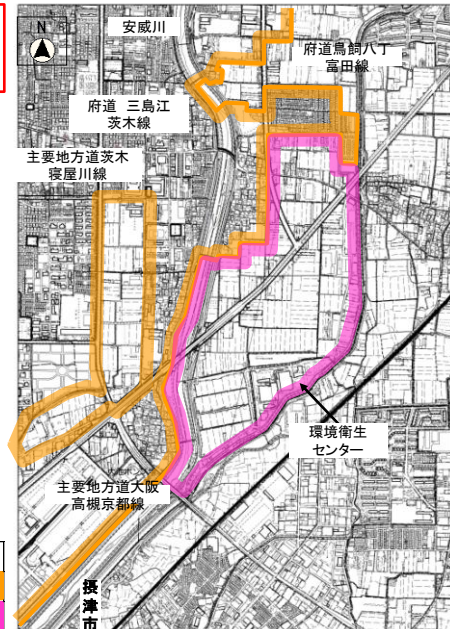 N
安威川
府道鳥飼八丁
富田線
府道 三島江
茨木線
主要地方道茨木
寝屋川線
環境衛生
センター
主要地方道大阪
高槻京都線
摂津市